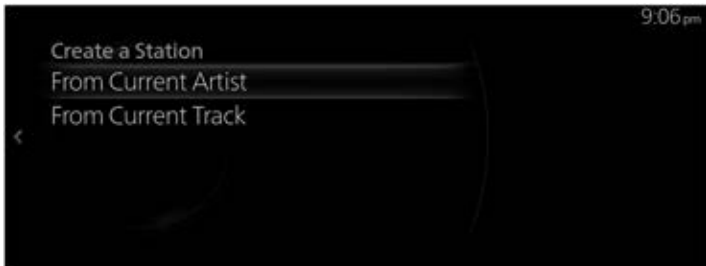 9:06 pm
Create a Station
From Current Artist
From Current Track